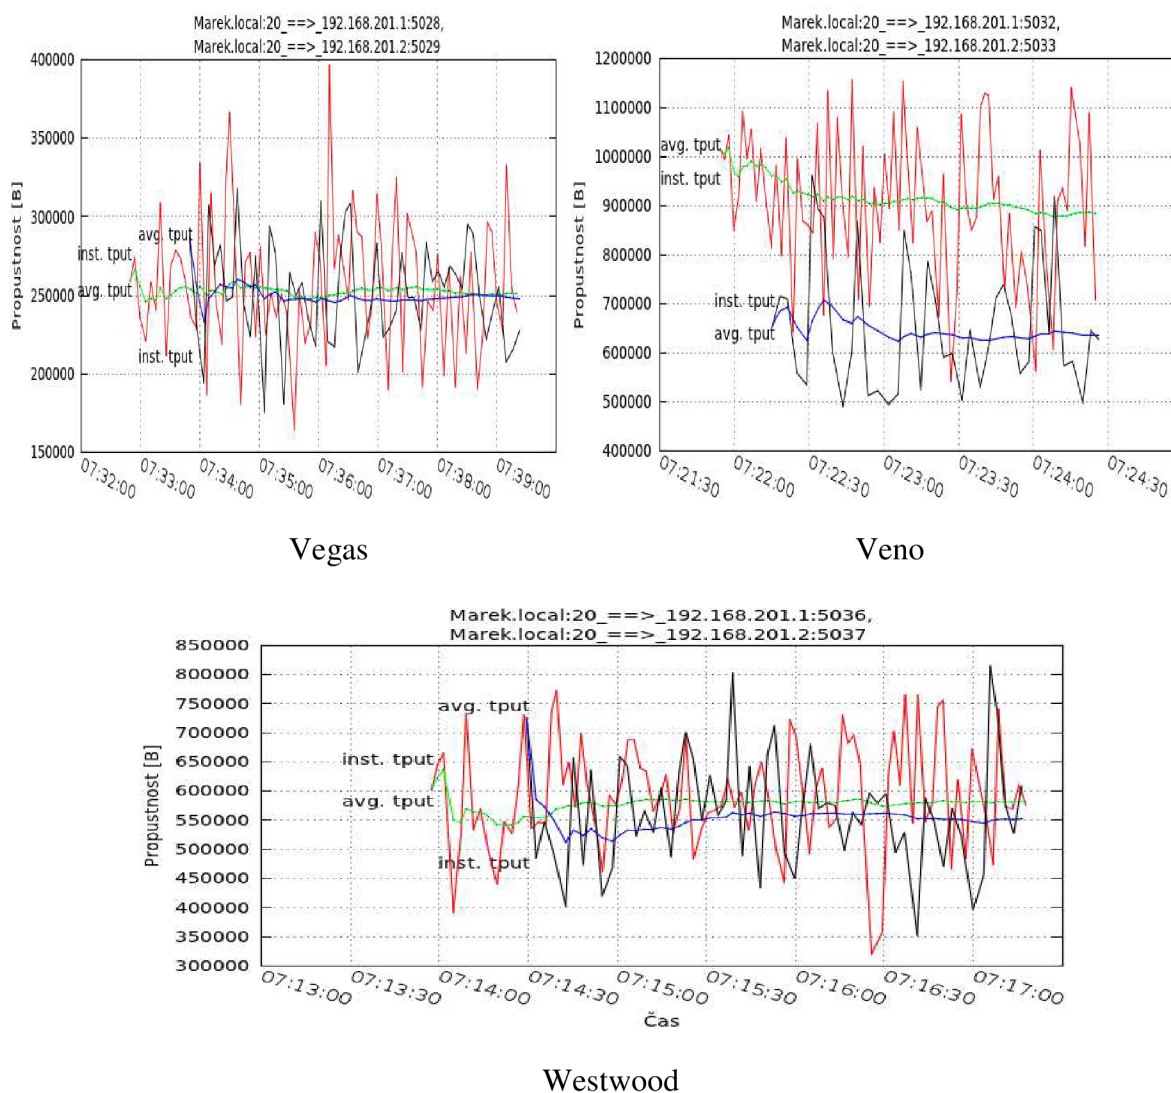 Marek.local:20_==>_192.168.201.1:5028,
Marek.local:20_==>_192.168.201.2:5029
400000
350000
300000
250000
200000
150000
Propustnost [B]
avg. tput
inst. tput
avg. tput
inst. tput
07:32:00
07:33:00
07:34:00
07:35:00
07:36:00
07:37:00
07:38:00
07:39:00
Vegas
Marek.local:20_==>_192.168.201.1:5032,
Marek.local:20_==>_192.168.201.2:5033
1200000
1100000
1000000
900000
800000
700000
600000
500000
400000
Propustnost [B]
avg. tput
inst. tput
inst. tput
avg. tput
07:21:30
07:22:00
07:22:30
07:23:00
07:23:30
07:24:00
07:24:30
Veno
Marek.local:20_==>_192.168.201.1:5036,
Marek.local:20_==>_192.168.201.2:5037
850000
800000
750000
700000
650000
600000
550000
500000
450000
400000
350000
300000
Propustnost [B]
avg. tput
inst. tput
avg. tput
inst. tput
07:13:00
07:13:30
07:14:00
07:14:30
07:15:00
07:15:30
07:16:00
07:16:30
07:17:00
Čas
Westwood